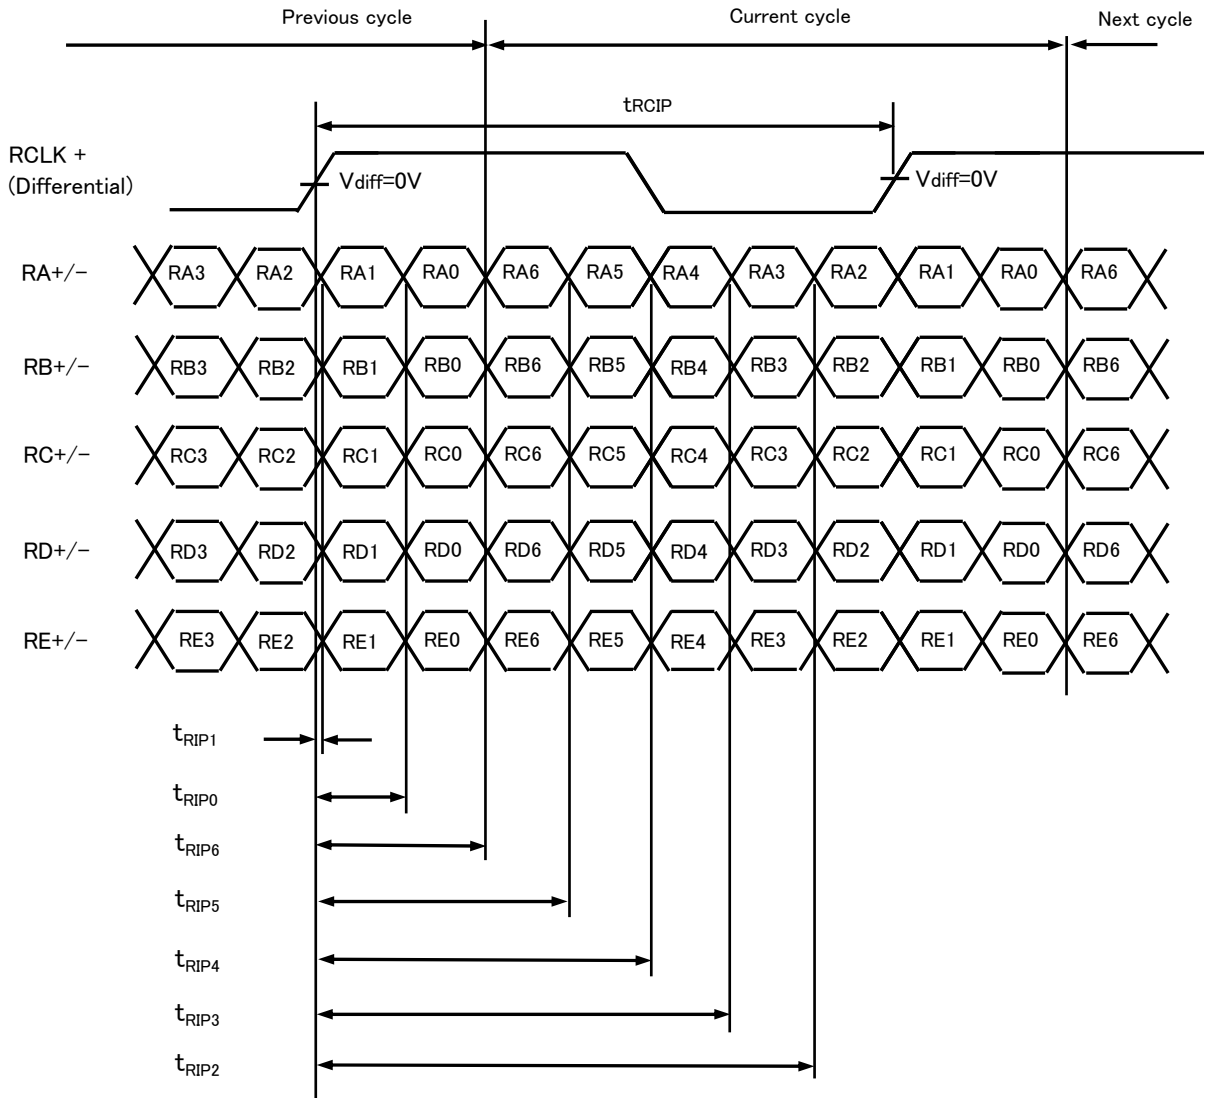 Previous cycle Current cycle Next cycle
tRCIP
RCLK +
(Differential)
Vdiff=0V Vdiff=0V
RA+/- RA3 RA2 RA1 RA0 RA6 RA5 RA4 RA3 RA2 RA1 RA0 RA6
RB+/- RB3 RB2 RB1 RB0 RB6 RB5 RB4 RB3 RB2 RB1 RB0 RB6
RC+/- RC3 RC2 RC1 RC0 RC6 RC5 RC4 RC3 RC2 RC1 RC0 RC6
RD+/- RD3 RD2 RD1 RD0 RD6 RD5 RD4 RD3 RD2 RD1 RD0 RD6
RE+/- RE3 RE2 RE1 RE0 RE6 RE5 RE4 RE3 RE2 RE1 RE0 RE6
tRIP1
tRIP0
tRIP6
tRIP5
tRIP4
tRIP3
tRIP2